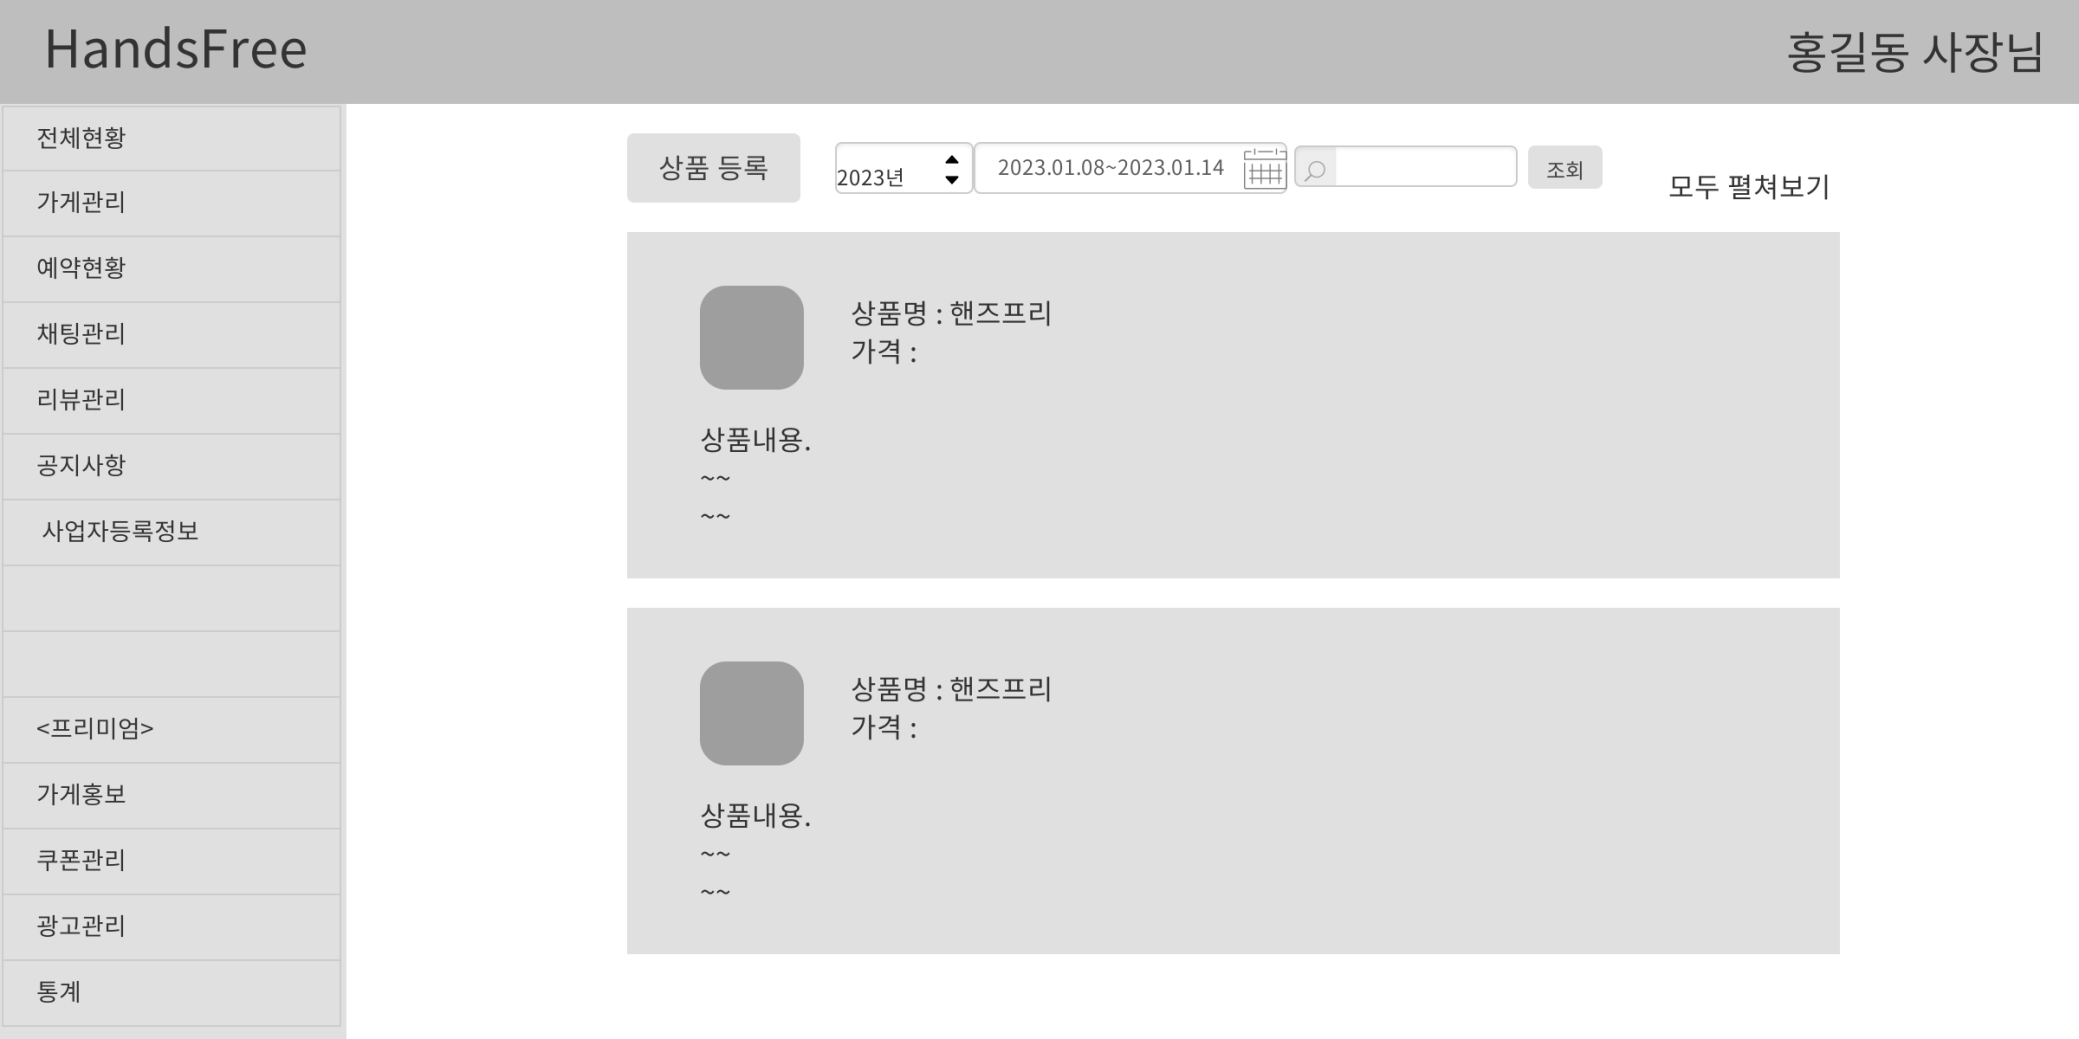 HandsFree
홍길동 사장님
전체현황
가게관리
예약현황
채팅관리
리뷰관리
공지사항
사업자등록정보
<프리미엄>
가게홍보
쿠폰관리
광고관리
통계
상품 등록
2023년
2023.01.08~2023.01.14
조회
모두 펼쳐보기
상품명 : 핸즈프리
가격 :
상품내용.
~~
~~
상품명 : 핸즈프리
가격 :
상품내용.
~~
~~